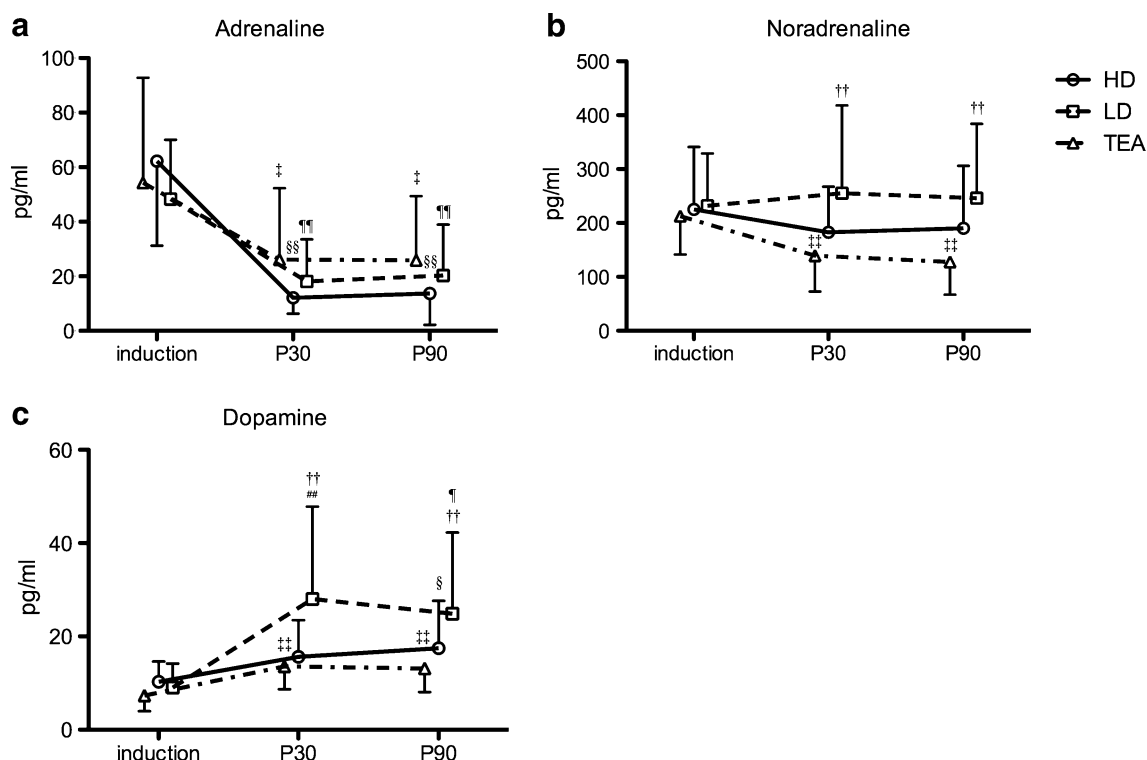 a
Adrenaline
pg/ml
100
80
60
40
20
0
‡
§§
¶¶
‡
§§
¶¶
induction
P30
P90
b
Noradrenaline
pg/ml
500
400
300
200
100
0
††
††
‡‡
‡‡
induction
P30
P90
HD
LD
TEA
c
Dopamine
pg/ml
60
40
20
0
††
##
¶
††
§
‡‡
‡‡
induction
P30
P90